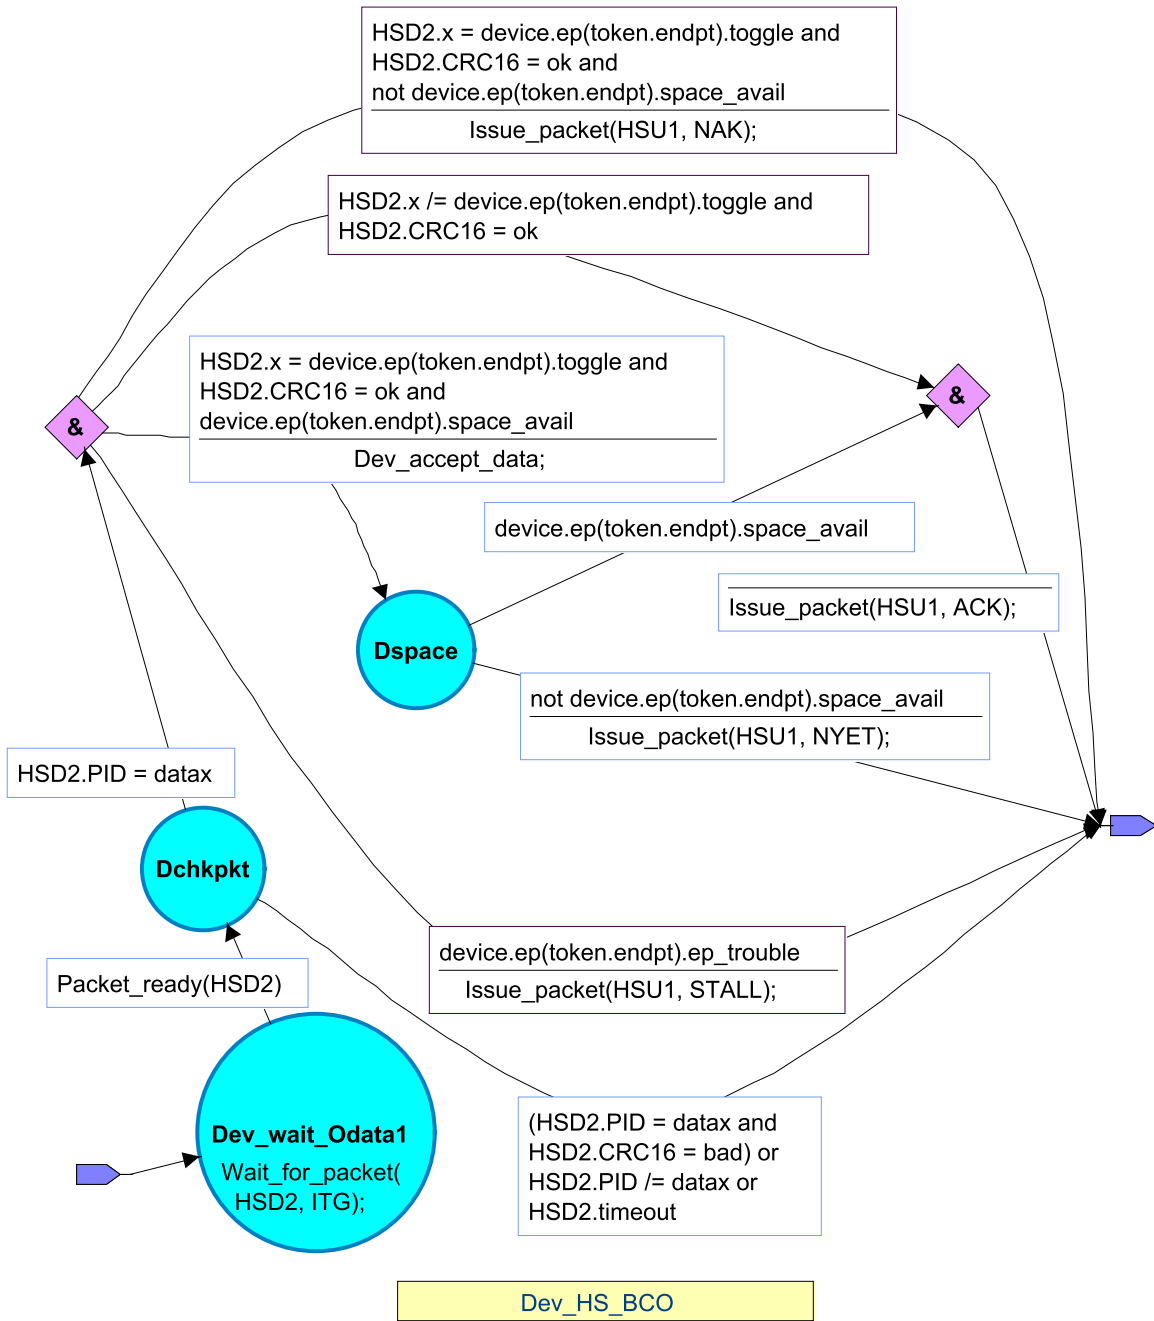 HSD2.x = device.ep(token.endpt).toggle and
HSD2.CRC16 = ok and
not device.ep(token.endpt).space_avail
Issue_packet(HSU1, NAK);
HSD2.x /= device.ep(token.endpt).toggle and
HSD2.CRC16 = ok
HSD2.x = device.ep(token.endpt).toggle and
HSD2.CRC16 = ok and
device.ep(token.endpt).space_avail
Dev_accept_data;
&
&
device.ep(token.endpt).space_avail
Issue_packet(HSU1, ACK);
Dspace
not device.ep(token.endpt).space_avail
Issue_packet(HSU1, NYET);
HSD2.PID = datax
Dchkpkt
device.ep(token.endpt).ep_trouble
Issue_packet(HSU1, STALL);
Packet_ready(HSD2)
Dev_wait_Odata1
Wait_for_packet(
HSD2, ITG);
(HSD2.PID = datax and
HSD2.CRC16 = bad) or
HSD2.PID /= datax or
HSD2.timeout
Dev_HS_BCO